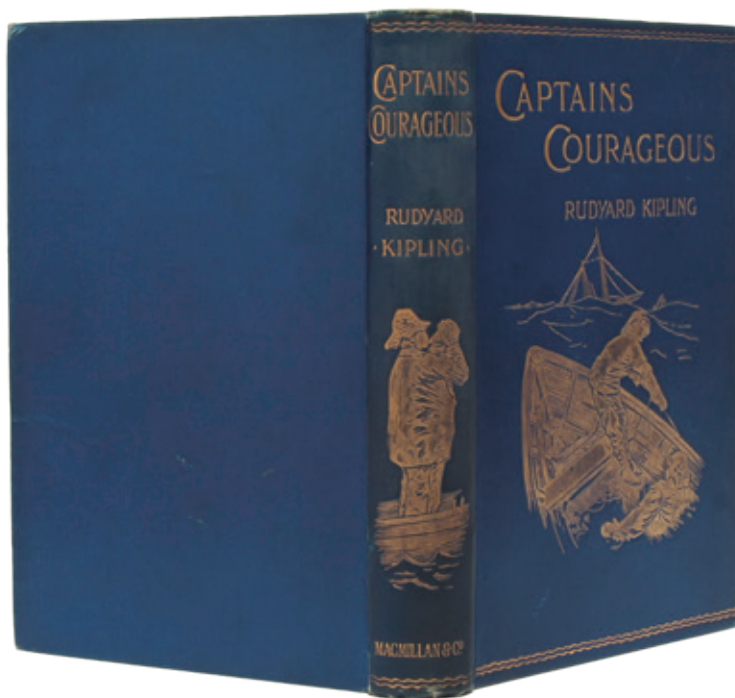 CAPTAINS
COURAGEOUS
RUDYARD
· KIPLING ·
MACMILLAN & Co
CAPTAINS
COURAGEOUS
RUDYARD KIPLING